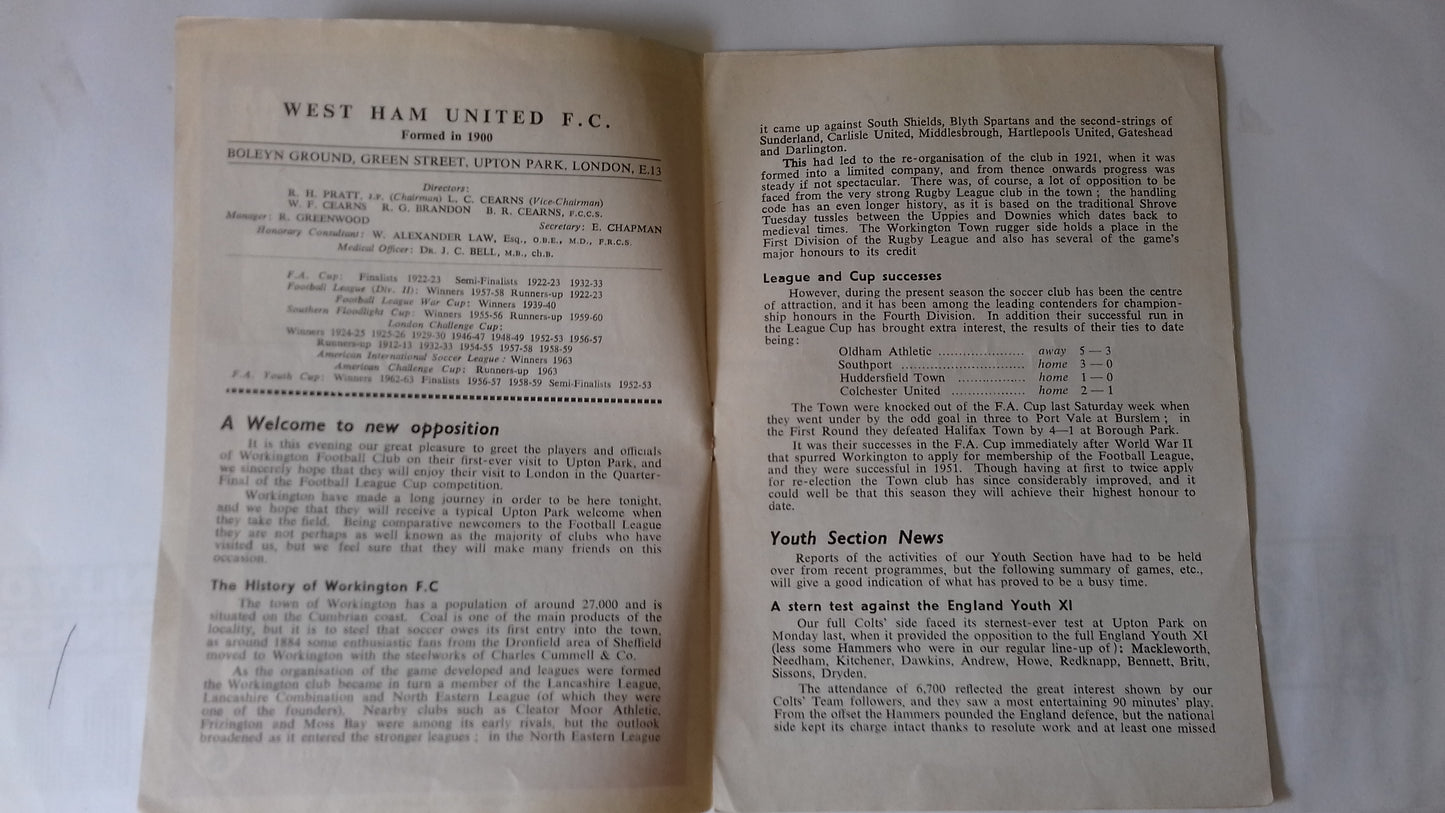 WEST HAM UNITED F.C.
Formed in 1900
BOLEYN GROUND, GREEN STREET, UPTON PARK, LONDON, E.13
Directors:
R. H. PRATT, J.P. (Chairman) L. C. CEARNS (Vice-Chairman)
W. F. CEARNS R. G. BRANDON B. R. CEARNS, F.C.C.S.
Manager: R. GREENWOOD Secretary: E. CHAPMAN
Honorary Consultant: W. ALEXANDER LAW, Esq., O.B.E., M.D., F.R.C.S.
Medical Officer: DR. J. C. BELL, M.B., ch.B.
F.A. Cup: Finalists 1922-23 Semi-Finalists 1922-23 1932-33
Football League (Div. II): Winners 1957-58 Runners-up 1922-23
Football League War Cup: Winners 1939-40
Southern Floodlight Cup: Winners 1955-56 Runners-up 1959-60
London Challenge Cup:
Winners 1924-25 1925-26 1929-30 1946-47 1948-49 1952-53 1956-57
Runners-up 1912-13 1932-33 1954-55 1957-58 1958-59
American International Soccer League: Winners 1963
American Challenge Cup: Runners-up 1963
F.A. Youth Cup: Winners 1962-63 Finalists 1956-57 1958-59 Semi-Finalists 1952-53
A Welcome to new opposition
It is this evening our great pleasure to greet the players and officials
of Workington Football Club on their first-ever visit to Upton Park, and
we sincerely hope that they will enjoy their visit to London in the Quarter-
Final of the Football League Cup competition.
Workington have made a long journey in order to be here tonight,
and we hope that they will receive a typical Upton Park welcome when
they take the field. Being comparative newcomers to the Football League
they are not perhaps as well known as the majority of clubs who have
visited us, but we feel sure that they will make many friends on this
occasion.
The History of Workington F.C
The town of Workington has a population of around 27,000 and is
situated on the Cumbrian coast. Coal is one of the main products of the
locality, but it is to steel that soccer owes its first entry into the town,
as around 1884 some enthusiastic fans from the Dronfield area of Sheffield
moved to Workington with the steelworks of Charles Cummell & Co.
As the organisation of the game developed and leagues were formed
the Workington club became in turn a member of the Lancashire League,
Lancashire Combination and North Eastern League (of which they were
one of the founders). Nearby clubs such as Cleator Moor Athletic,
Frizington and Moss Bay were among its early rivals, but the outlook
broadened as it entered the stronger leagues; in the North Eastern League
it came up against South Shields, Blyth Spartans and the second-strings of
Sunderland, Carlisle United, Middlesbrough, Hartlepools United, Gateshead
and Darlington.
This had led to the re-organisation of the club in 1921, when it was
formed into a limited company, and from thence onwards progress was
steady if not spectacular. There was, of course, a lot of opposition to be
faced from the very strong Rugby League club in the town; the handling
code has an even longer history, as it is based on the traditional Shrove
Tuesday tussles between the Uppies and Downies which dates back to
medieval times. The Workington Town rugger side holds a place in the
First Division of the Rugby League and also has several of the game's
major honours to its credit
League and Cup successes
However, during the present season the soccer club has been the centre
of attraction, and it has been among the leading contenders for champion-
ship honours in the Fourth Division. In addition their successful run in
the League Cup has brought extra interest, the results of their ties to date
being:
Oldham Athletic ...................... away 5—3
Southport ............................... home 3—0
Huddersfield Town ................. home 1—0
Colchester United ................... home 2—1
The Town were knocked out of the F.A. Cup last Saturday week when
they went under by the odd goal in three to Port Vale at Burslem; in
the First Round they defeated Halifax Town by 4—1 at Borough Park.
It was their successes in the F.A. Cup immediately after World War II
that spurred Workington to apply for membership of the Football League,
and they were successful in 1951. Though having at first to twice apply
for re-election the Town club has since considerably improved, and it
could well be that this season they will achieve their highest honour to
date.
Youth Section News
Reports of the activities of our Youth Section have had to be held
over from recent programmes, but the following summary of games, etc.,
will give a good indication of what has proved to be a busy time.
A stern test against the England Youth XI
Our full Colts' side faced its sternest-ever test at Upton Park on
Monday last, when it provided the opposition to the full England Youth XI
(less some Hammers who were in our regular line-up of): Mackleworth,
Needham, Kitchener, Dawkins, Andrew, Howe, Redknapp, Bennett, Britt,
Sissons, Dryden.
The attendance of 6,700 reflected the great interest shown by our
Colts' Team followers, and they saw a most entertaining 90 minutes' play.
From the offset the Hammers pounded the England defence, but the national
side kept its charge intact thanks to resolute work and at least one missed